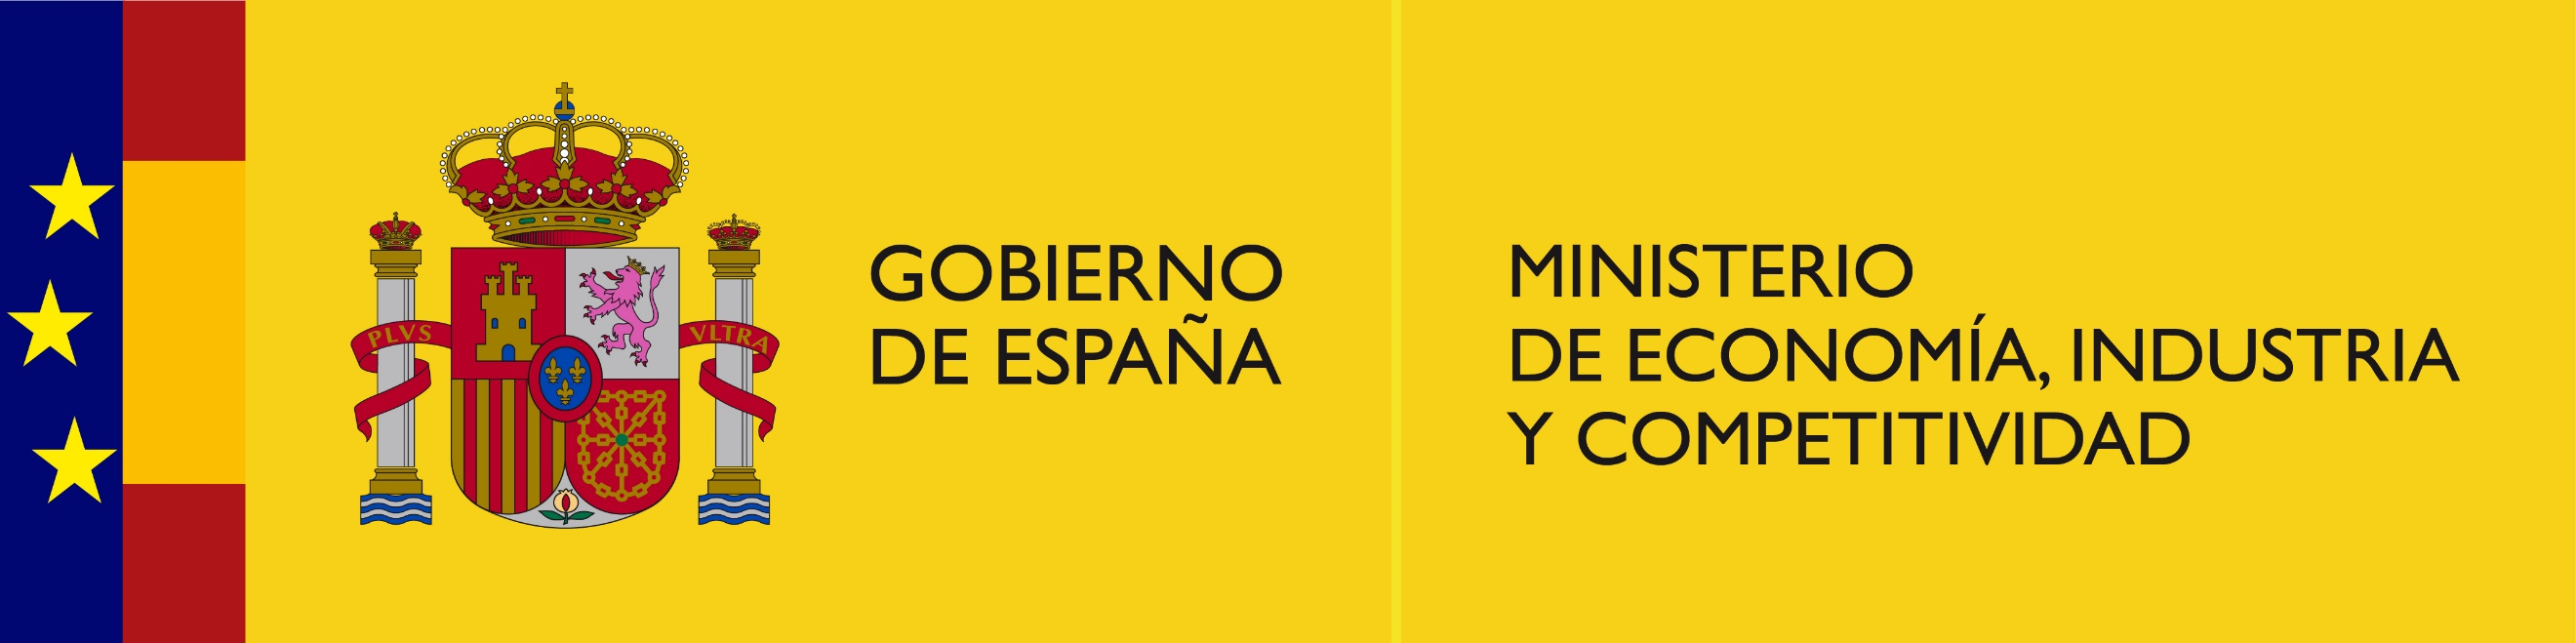 PLVS VLTRA
GOBIERNO
DE ESPAÑA
MINISTERIO
DE ECONOMÍA, INDUSTRIA
Y COMPETITIVIDAD